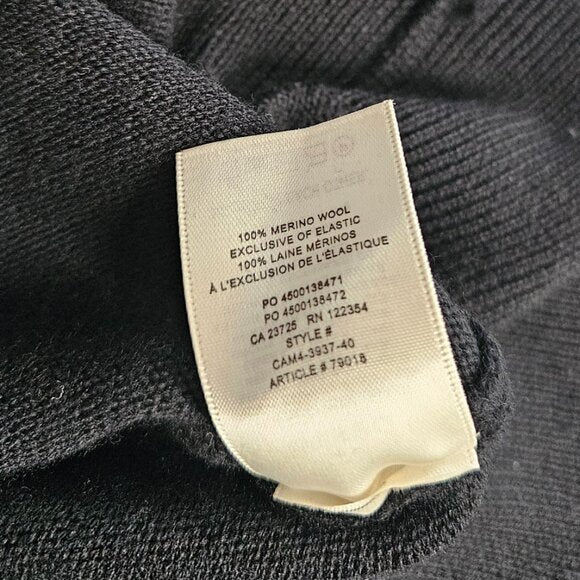 100% MERINO WOOL
EXCLUSIVE OF ELASTIC
100% LAINE MÉRINOS
À L'EXCLUSION DE L'ÉLASTIQUE
PO 4500138471
PO 4500138472
CA 23725 RN 122354
STYLE #
CAM4-3937-40
ARTICLE # 79018